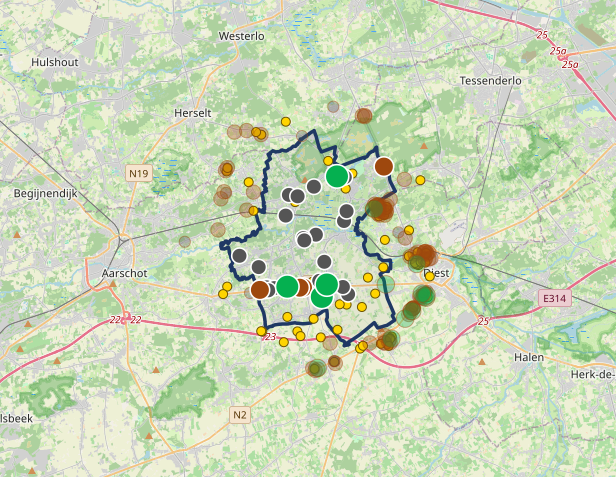 25
Westerlo
25a
Hulshout
25a
Tessenderlo
Herselt
N19
Begijnendijk
Aarschot
Diest
E314
22
22
25
23
Halen
Herk-de-
N2
lsbeek